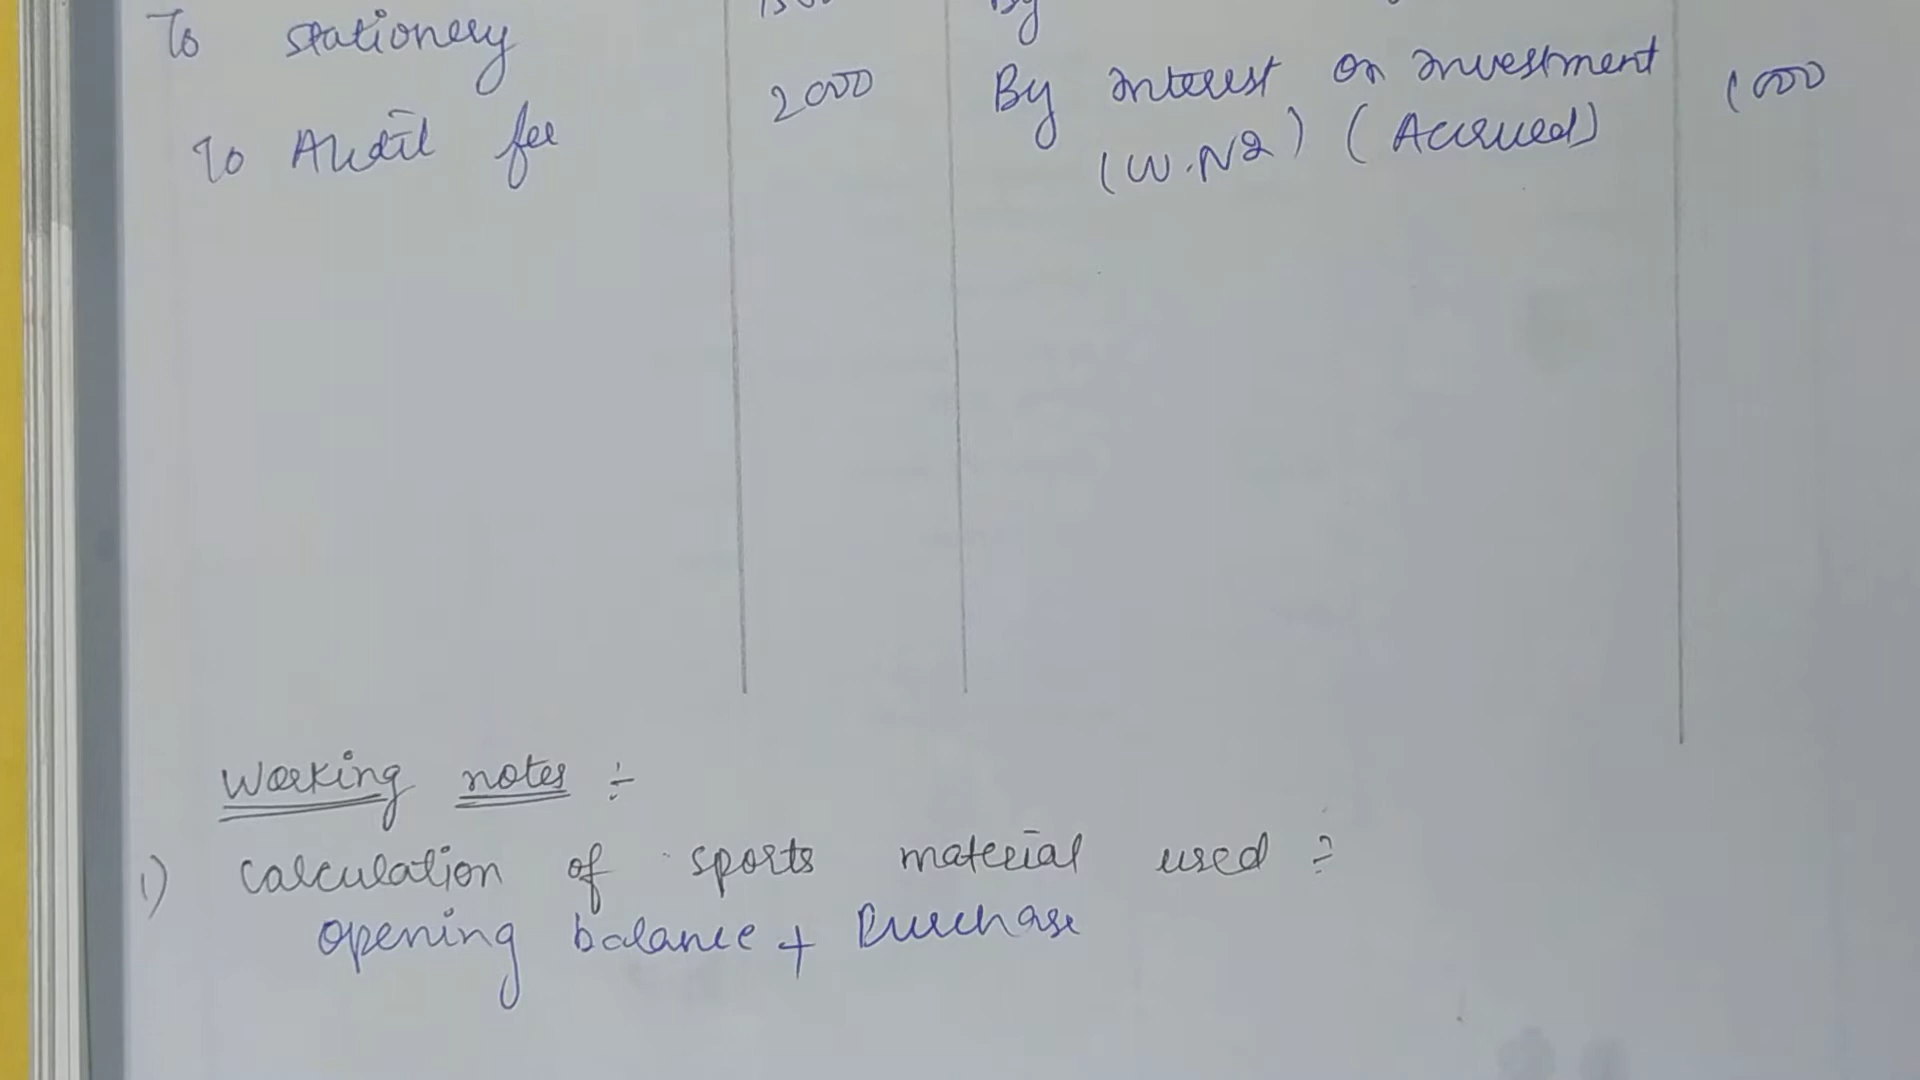 To stationery
By
2000 By interest on investment 1000
To Audit fee (W.N2) (Accrued)
Working notes :-
1) Calculation of sports material used :-
opening balance + Purchase